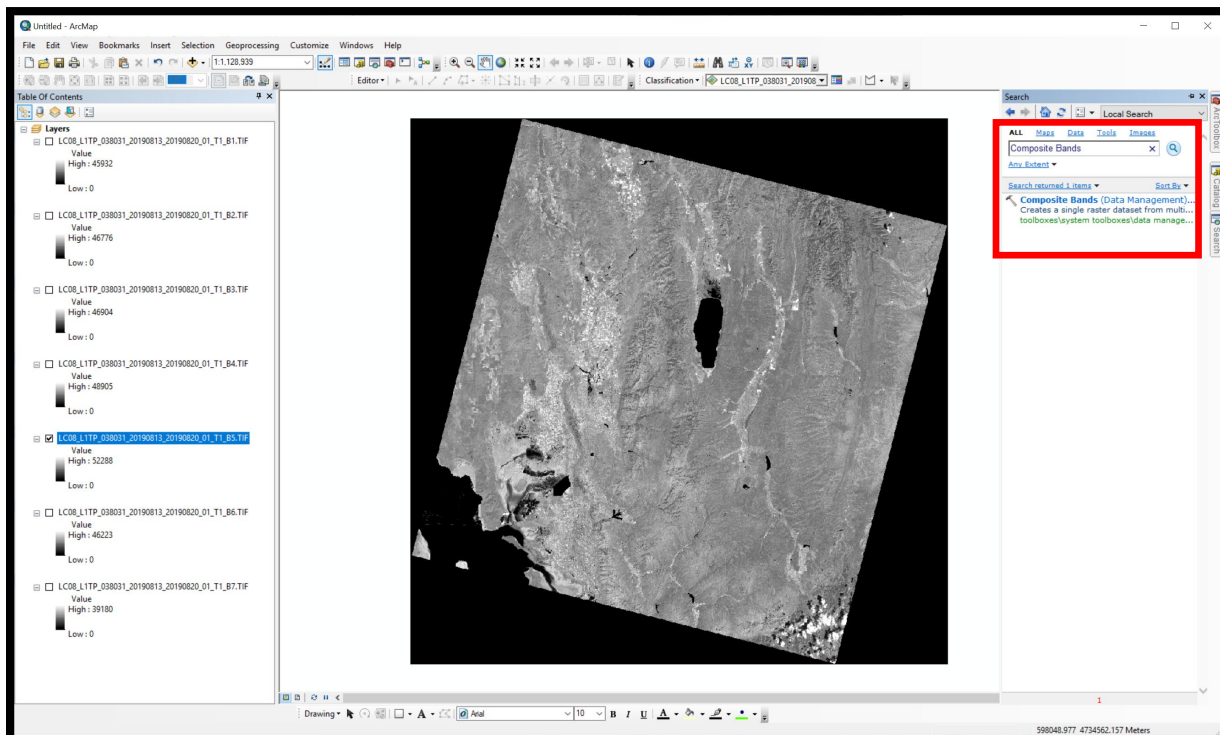 Untitled - ArcMap
File Edit View Bookmarks Insert Selection Geoprocessing Customize Windows Help
1:1,128,939
Editor
Classification LC08_L1TP_038031_201908
Table Of Contents
Layers
LC08_L1TP_038031_20190813_20190820_01_T1_B1.TIF
Value
High : 45932
Low : 0
LC08_L1TP_038031_20190813_20190820_01_T1_B2.TIF
Value
High : 46776
Low : 0
LC08_L1TP_038031_20190813_20190820_01_T1_B3.TIF
Value
High : 46904
Low : 0
LC08_L1TP_038031_20190813_20190820_01_T1_B4.TIF
Value
High : 48905
Low : 0
LC08_L1TP_038031_20190813_20190820_01_T1_B5.TIF
Value
High : 52288
Low : 0
LC08_L1TP_038031_20190813_20190820_01_T1_B6.TIF
Value
High : 46223
Low : 0
LC08_L1TP_038031_20190813_20190820_01_T1_B7.TIF
Value
High : 39180
Low : 0
Search
Local Search
ALL Maps Data Tools Images
Composite Bands
Any Extent
Search returned 1 items Sort By
Composite Bands (Data Management)...
Creates a single raster dataset from multi...
toolboxes\system toolboxes\data manage...
1
ArcToolbox
Catalog
Search
Drawing A Arial 10 B I U A
598048.977 4734562.157 Meters